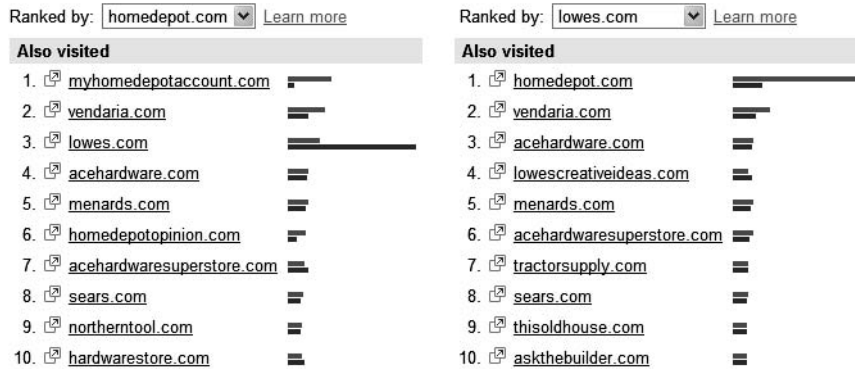 Ranked by: homedepot.com Learn more
Also visited
1. myhomedepotaccount.com
2. vendaria.com
3. lowes.com
4. acehardware.com
5. menards.com
6. homedepotopinion.com
7. acehardwaresuperstore.com
8. sears.com
9. northerntool.com
10. hardwarestore.com
Ranked by: lowes.com Learn more
Also visited
1. homedepot.com
2. vendaria.com
3. acehardware.com
4. lowescreativeideas.com
5. menards.com
6. acehardwaresuperstore.com
7. tractorsupply.com
8. sears.com
9. thisoldhouse.com
10. askthebuilder.com